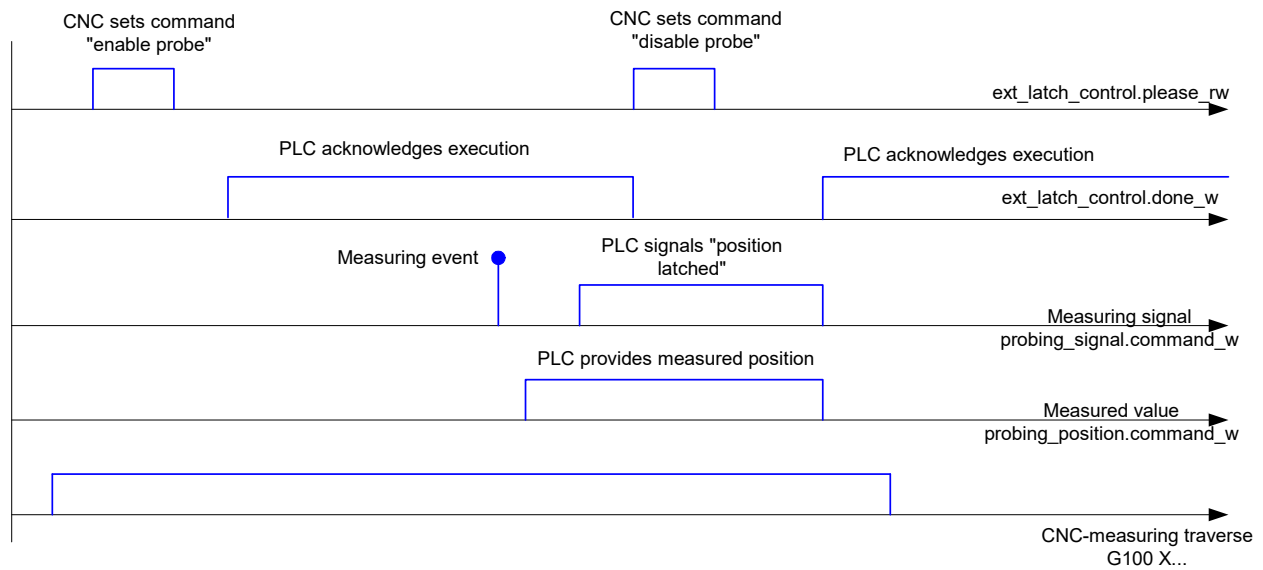 CNC sets command
"enable probe"
CNC sets command
"disable probe"
ext_latch_control.please_rw
PLC acknowledges execution
PLC acknowledges execution
ext_latch_control.done_w
Measuring event
PLC signals "position
latched"
Measuring signal
probing_signal.command_w
PLC provides measured position
Measured value
probing_position.command_w
CNC-measuring traverse
G100 X...